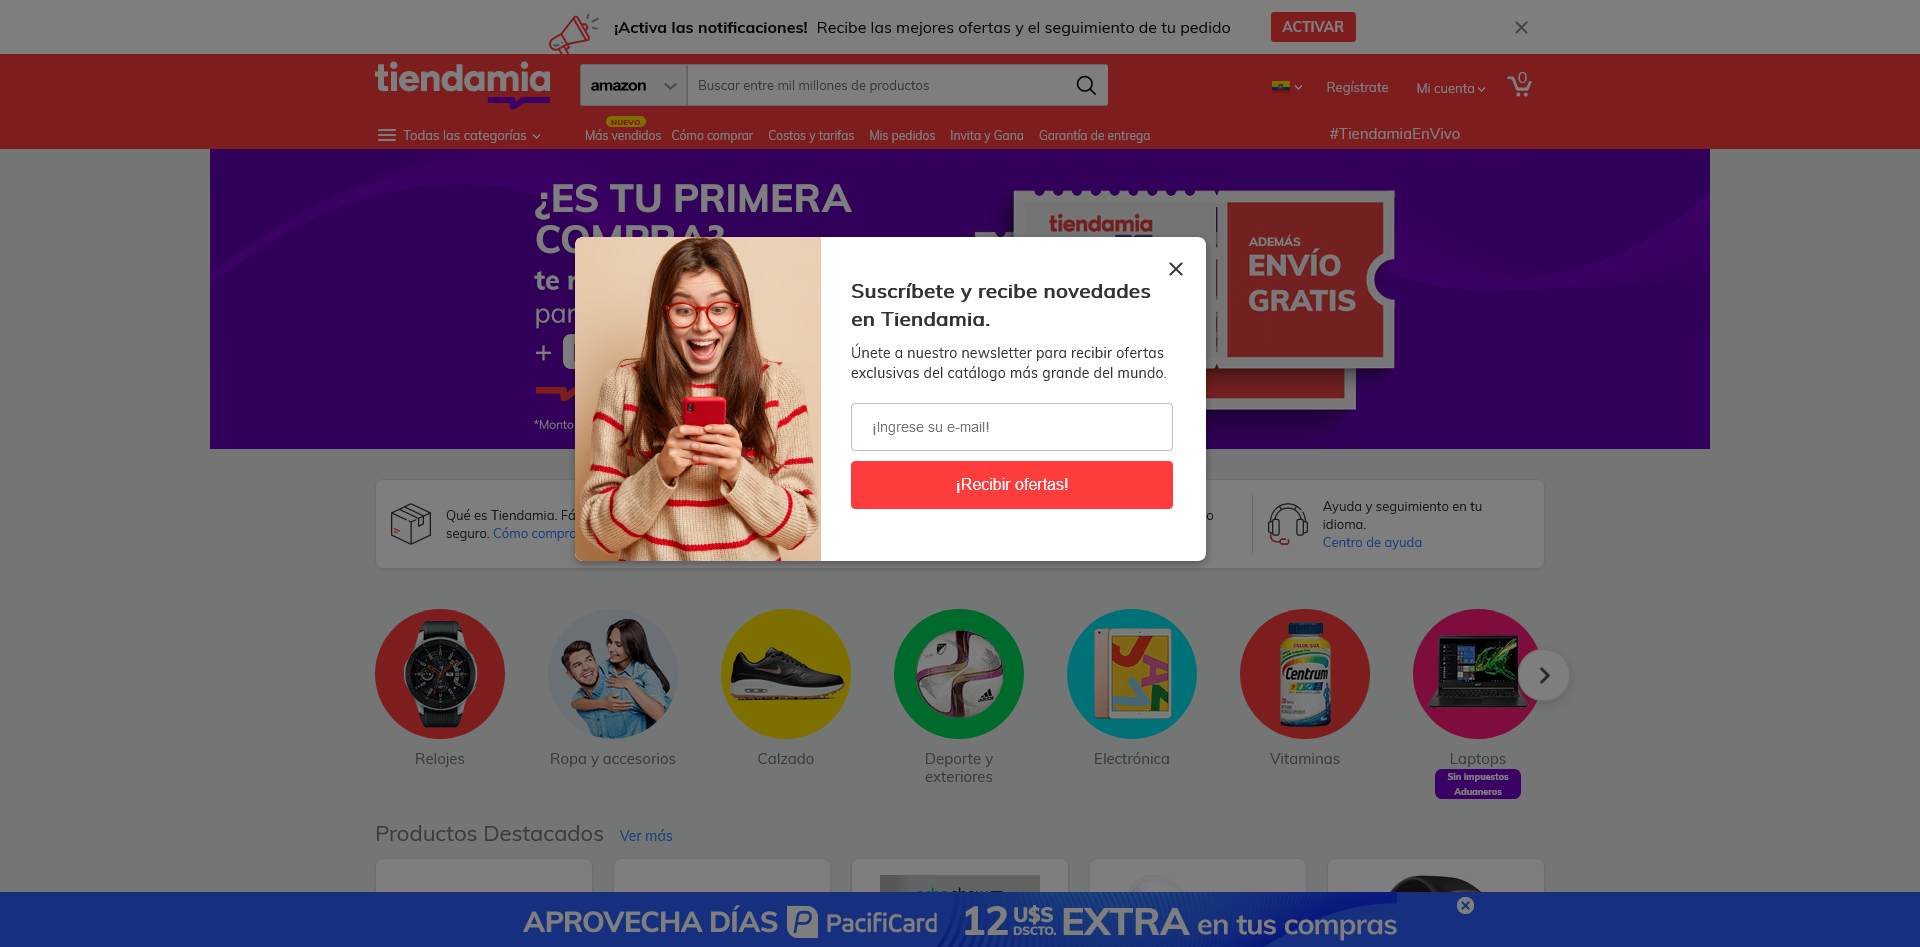 ¡Activa las notificaciones! Recibe las mejores ofertas y el seguimiento de tu pedido
ACTIVAR
tiendamia
amazon
Buscar entre mil millones de productos
Regístrate
Mi cuenta
0
Todas las categorías
NUEVO
Más vendidos
Cómo comprar
Costos y tarifas
Mis pedidos
Invita y Gana
Garantía de entrega
#TiendamiaEnVivo
¿ES TU PRIMERA
COMPRA?
te
par
+
*Monto
tiendamia
ADEMÁS
ENVÍO
GRATIS
Suscríbete y recibe novedades
en Tiendamia.
Únete a nuestro newsletter para recibir ofertas
exclusivas del catálogo más grande del mundo.
¡Ingrese su e-mail!
¡Recibir ofertas!
Qué es Tiendamia. Fá
seguro. Cómo compra
o
Ayuda y seguimiento en tu
idioma.
Centro de ayuda
VALUE SIZE
Centrum
adidas
Relojes
Ropa y accesorios
Calzado
Deporte y
exteriores
Electrónica
Vitaminas
Laptops
Sin impuestos
Aduaneros
Productos Destacados
Ver más
echo show
APROVECHA DÍAS PacifiCard 12 U$S DSCTO. EXTRA en tus compras